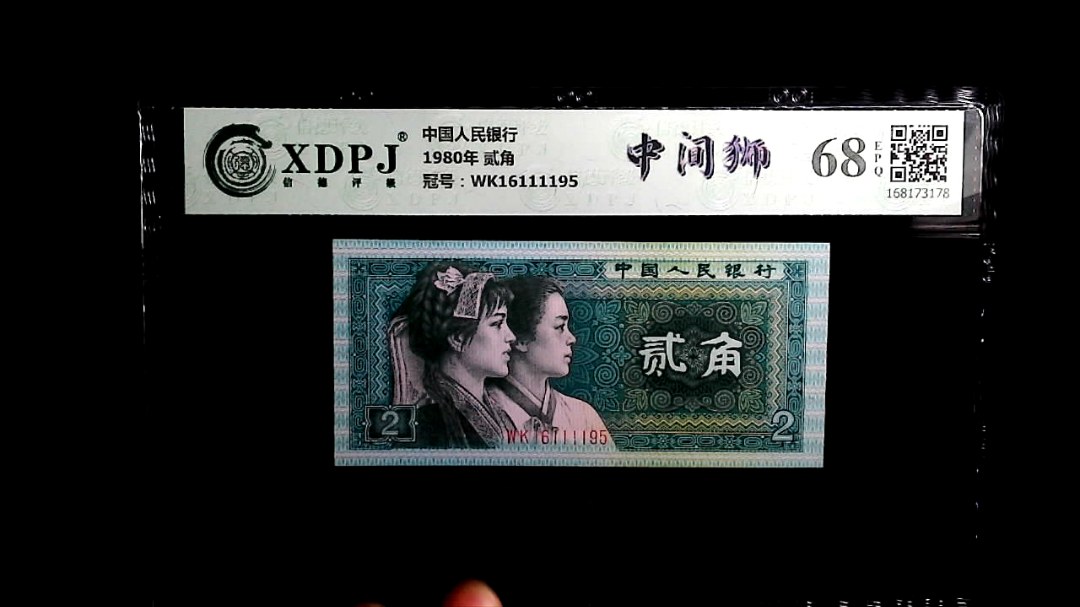 XDPJ®
信德评级
中国人民银行
1980年 贰角
冠号：WK16111195
中间狮
68
EPQ
168173178
中国人民银行
贰角
2
2
WK16111195